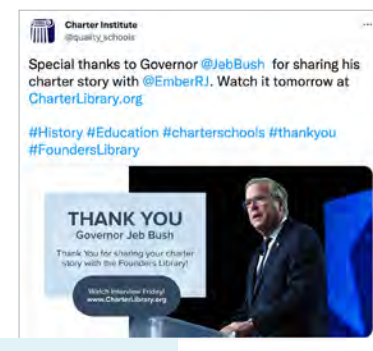 Charter Institute
@quality_schools
Special thanks to Governor @JebBush for sharing his
charter story with @EmberRJ. Watch it tomorrow at
CharterLibrary.org
#History #Education #charterschools #thankyou
#FoundersLibrary
THANK YOU
Governor Jeb Bush
Thank You for sharing your charter
story with the Founders Library!
Watch Interview Friday!
www.CharterLibrary.org